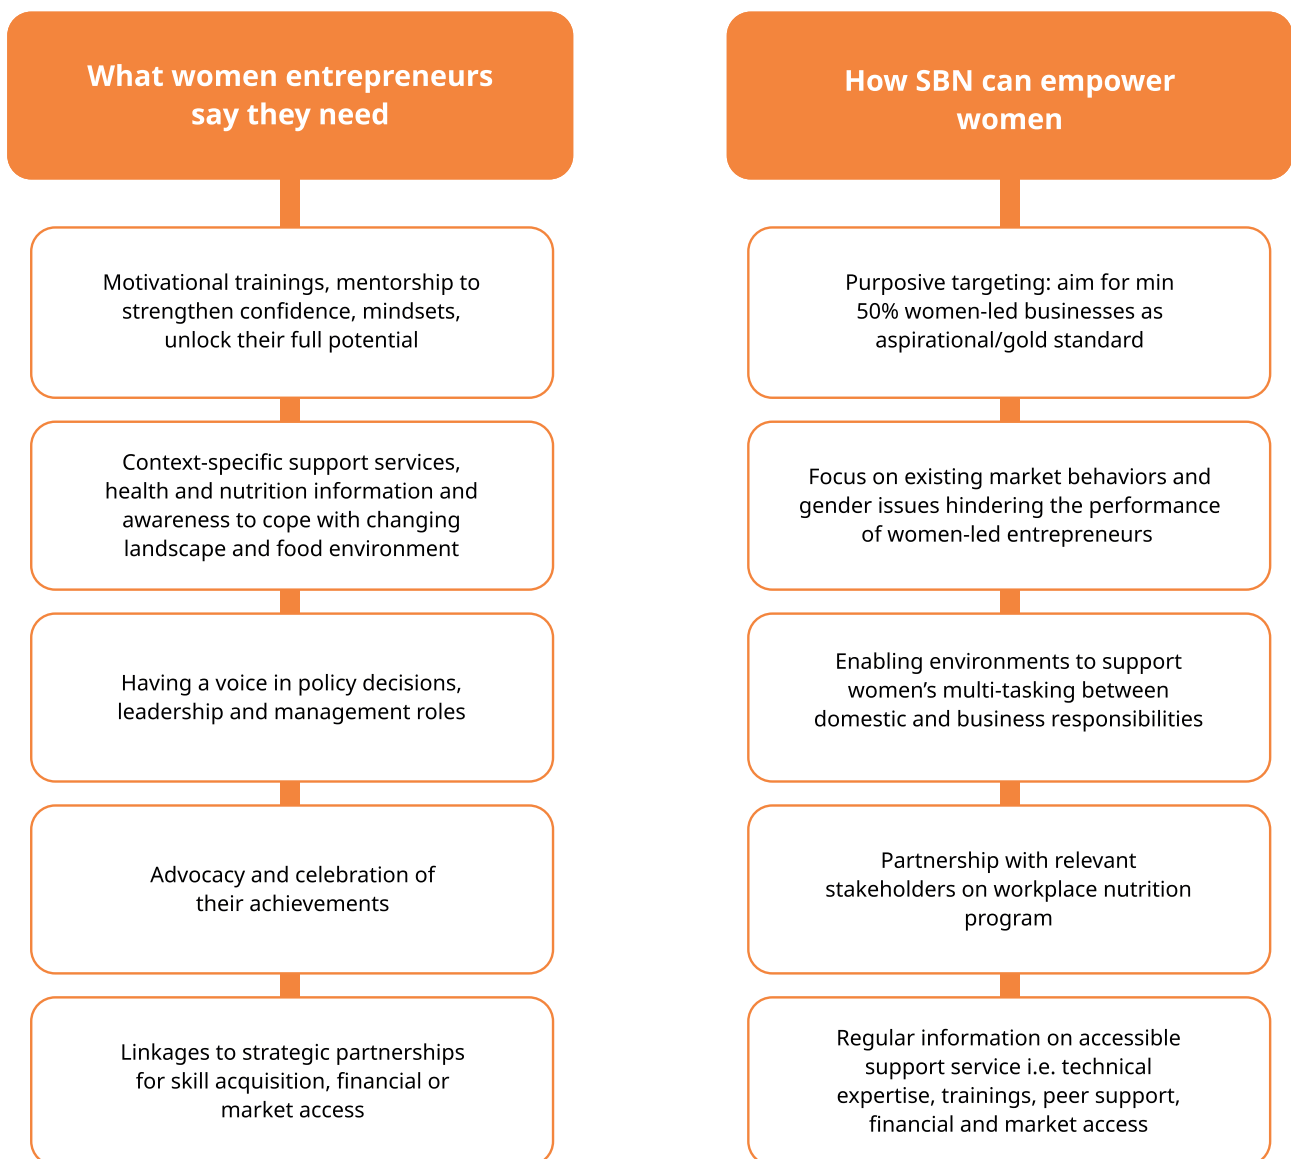 What women entrepreneurs
say they need
Motivational trainings, mentorship to
strengthen confidence, mindsets,
unlock their full potential
Context-specific support services,
health and nutrition information and
awareness to cope with changing
landscape and food environment
Having a voice in policy decisions,
leadership and management roles
Advocacy and celebration of
their achievements
Linkages to strategic partnerships
for skill acquisition, financial or
market access
How SBN can empower
women
Purposive targeting: aim for min
50% women-led businesses as
aspirational/gold standard
Focus on existing market behaviors and
gender issues hindering the performance
of women-led entrepreneurs
Enabling environments to support
women’s multi-tasking between
domestic and business responsibilities
Partnership with relevant
stakeholders on workplace nutrition
program
Regular information on accessible
support service i.e. technical
expertise, trainings, peer support,
financial and market access